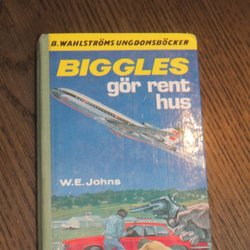 B. WAHLSTRÖMS UNGDOMSBÖCKER
BIGGLES
gör rent
hus
W.E. Johns